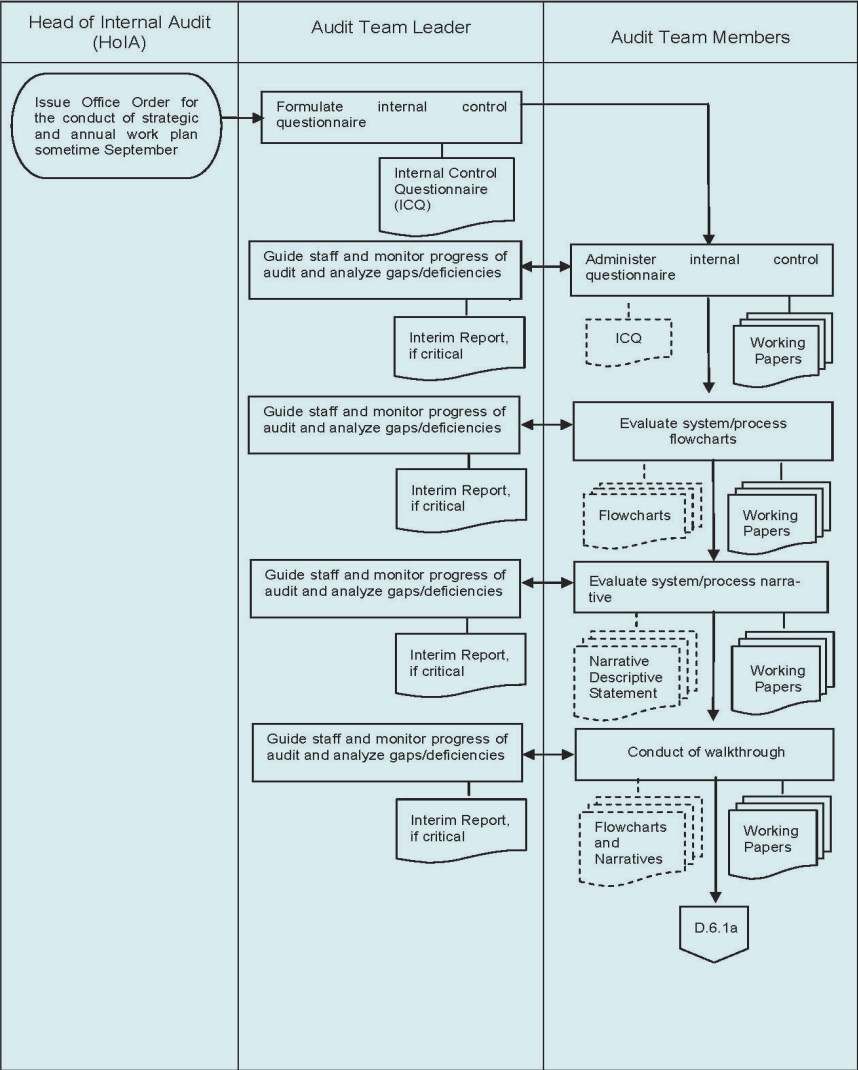 Head of Internal Audit
(HoIA)
Audit Team Leader
Audit Team Members
Issue Office Order for
the conduct of strategic
and annual work plan
sometime September
Formulate internal control
questionnaire
Internal Control
Questionnaire
(ICQ)
Guide staff and monitor progress of
audit and analyze gaps/deficiencies
Administer internal control
questionnaire
Interim Report,
if critical
ICQ
Working
Papers
Guide staff and monitor progress of
audit and analyze gaps/deficiencies
Evaluate system/process
flowcharts
Interim Report,
if critical
Flowcharts
Working
Papers
Guide staff and monitor progress of
audit and analyze gaps/deficiencies
Evaluate system/process narra-
tive
Interim Report,
if critical
Narrative
Descriptive
Statement
Working
Papers
Guide staff and monitor progress of
audit and analyze gaps/deficiencies
Conduct of walkthrough
Interim Report,
if critical
Flowcharts
and
Narratives
Working
Papers
D.6.1a